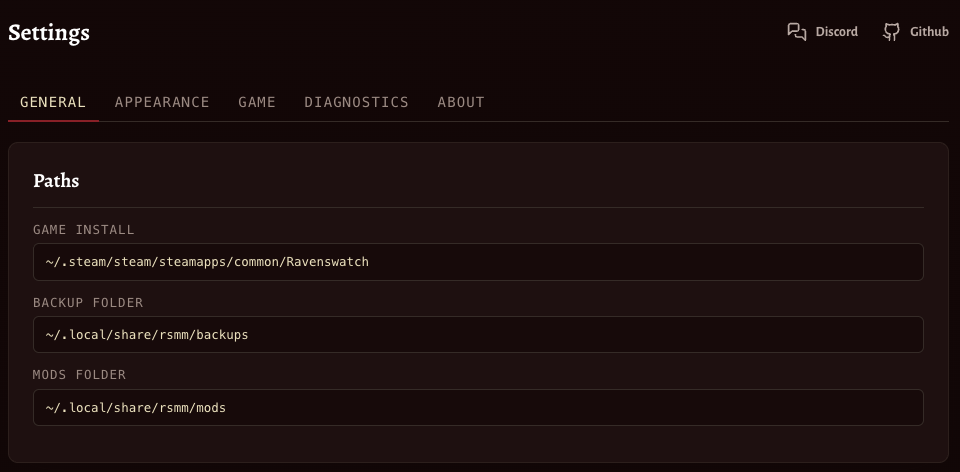 Settings
Discord
Github
GENERAL APPEARANCE GAME DIAGNOSTICS ABOUT
Paths
GAME INSTALL
~/.steam/steam/steamapps/common/Ravenswatch
BACKUP FOLDER
~/.local/share/rsmm/backups
MODS FOLDER
~/.local/share/rsmm/mods